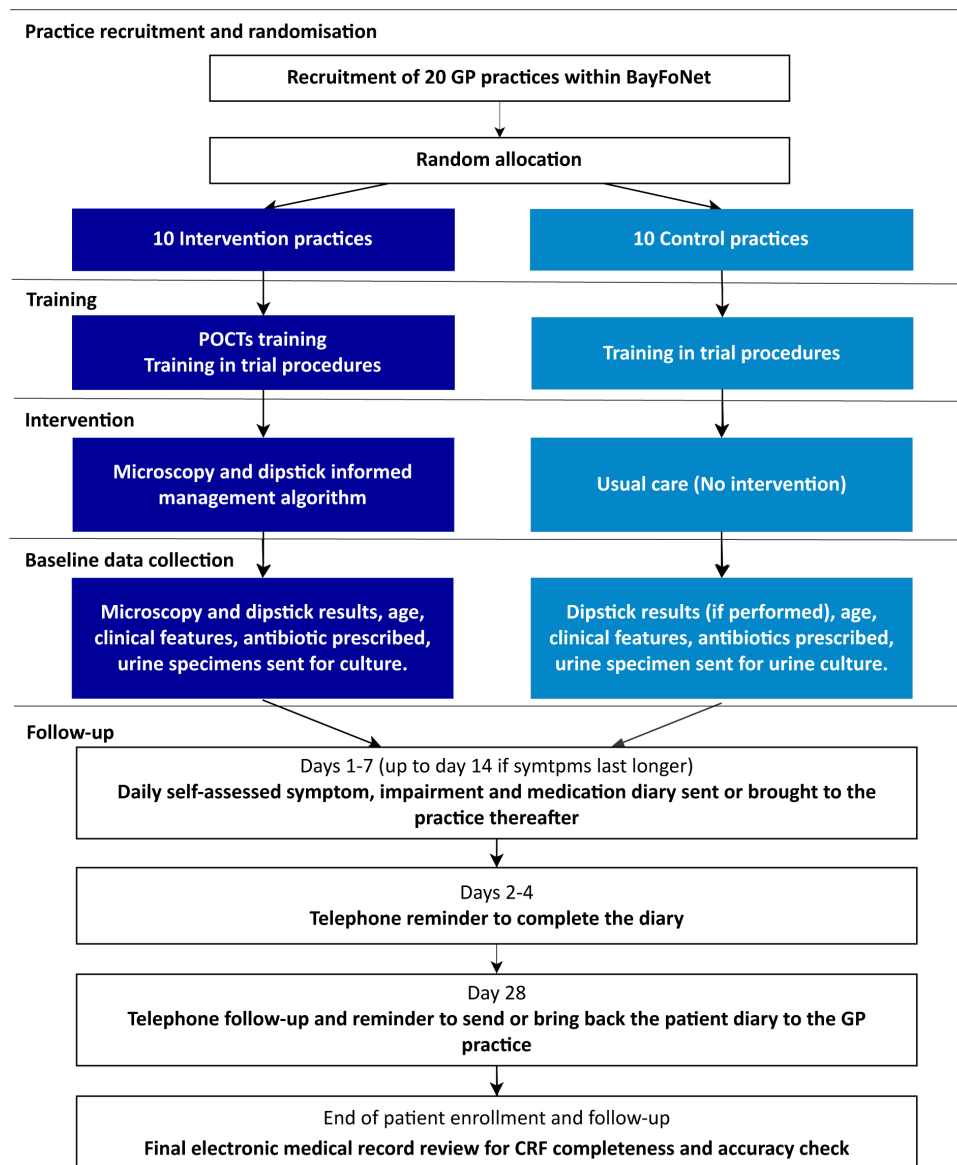 Practice recruitment and randomisation
Recruitment of 20 GP practices within BayFoNet
Random allocation
10 Intervention practices
10 Control practices
Training
POCTs training
Training in trial procedures
Training in trial procedures
Intervention
Microscopy and dipstick informed
management algorithm
Usual care (No intervention)
Baseline data collection
Microscopy and dipstick results, age,
clinical features, antibiotic prescribed,
urine specimens sent for culture.
Dipstick results (if performed), age,
clinical features, antibiotics prescribed,
urine specimen sent for urine culture.
Follow-up
Days 1-7 (up to day 14 if symtpms last longer)
Daily self-assessed symptom, impairment and medication diary sent or brought to the
practice thereafter
Days 2-4
Telephone reminder to complete the diary
Day 28
Telephone follow-up and reminder to send or bring back the patient diary to the GP
practice
End of patient enrollment and follow-up
Final electronic medical record review for CRF completeness and accuracy check